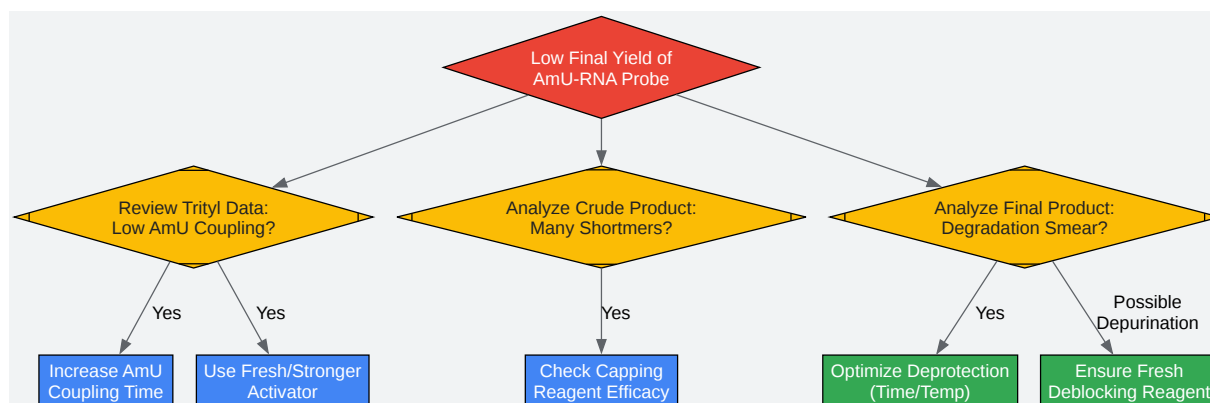 Low Final Yield of
AmU-RNA Probe
Review Trityl Data:
Low AmU Coupling?
Analyze Crude Product:
Many Shortmers?
Analyze Final Product:
Degradation Smear?
Yes
Yes
Yes
Yes
Possible
Depurination
Increase AmU
Coupling Time
Use Fresh/Stronger
Activator
Check Capping
Reagent Efficacy
Optimize Deprotection
(Time/Temp)
Ensure Fresh
Deblocking Reagent